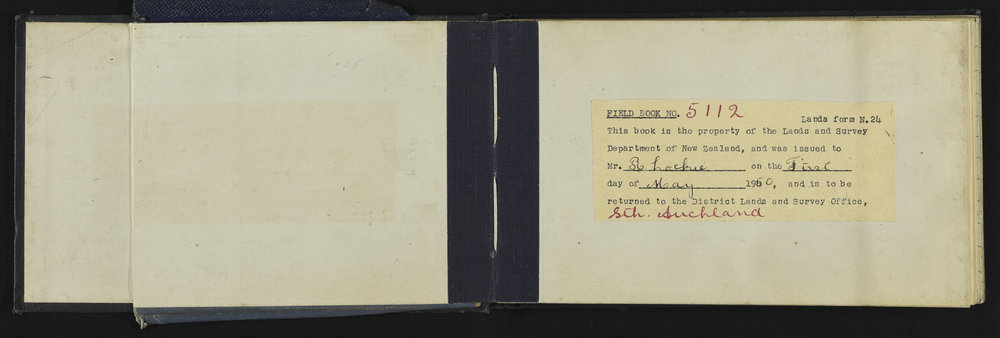 FIELD BOOK NO. 5112
Lands form N.24
This book is the property of the Lands and Survey
Department of New Zealand, and was issued to
Mr. R on the First
day of May 1950, and is to be
returned to the District Lands and Survey Office,
Sth. Auckland